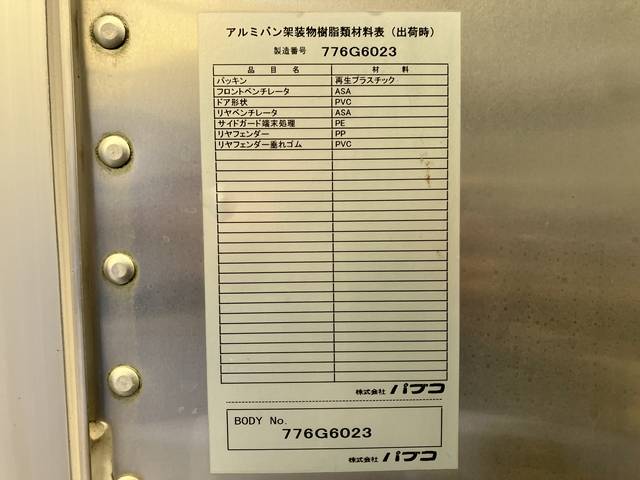 アルミバン架装物樹脂類材料表（出荷時）
製造番号 776G6023
品目名 材料
パッキン 再生プラスチック
フロントベンチレータ ASA
ドア形状 PVC
リヤベンチレータ ASA
サイドガード端末処理 PE
リヤフェンダー PP
リヤフェンダー垂れゴム PVC
株式会社 パブコ
BODY No.
776G6023
株式会社 パブコ